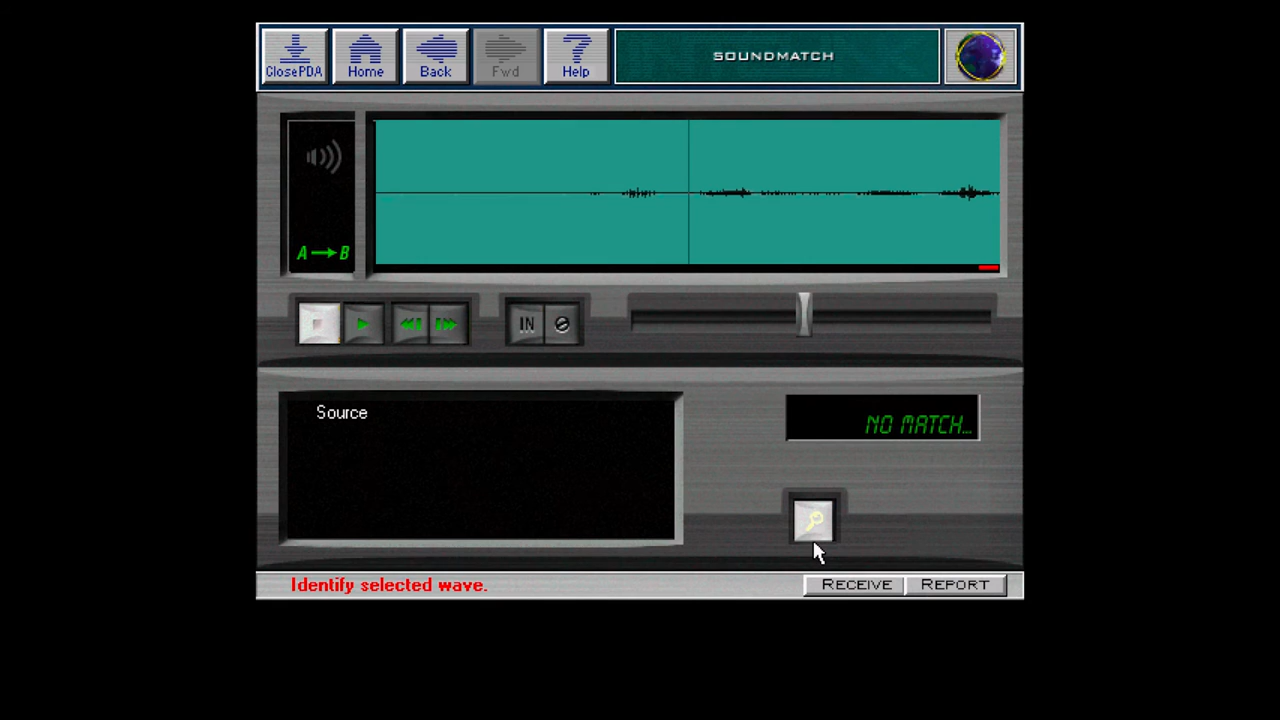 ClosePDA
Home
Back
Fwd
Help
SOUNDMATCH
A→B
IN
Source
NO MATCH...
Identify selected wave.
RECEIVE
REPORT